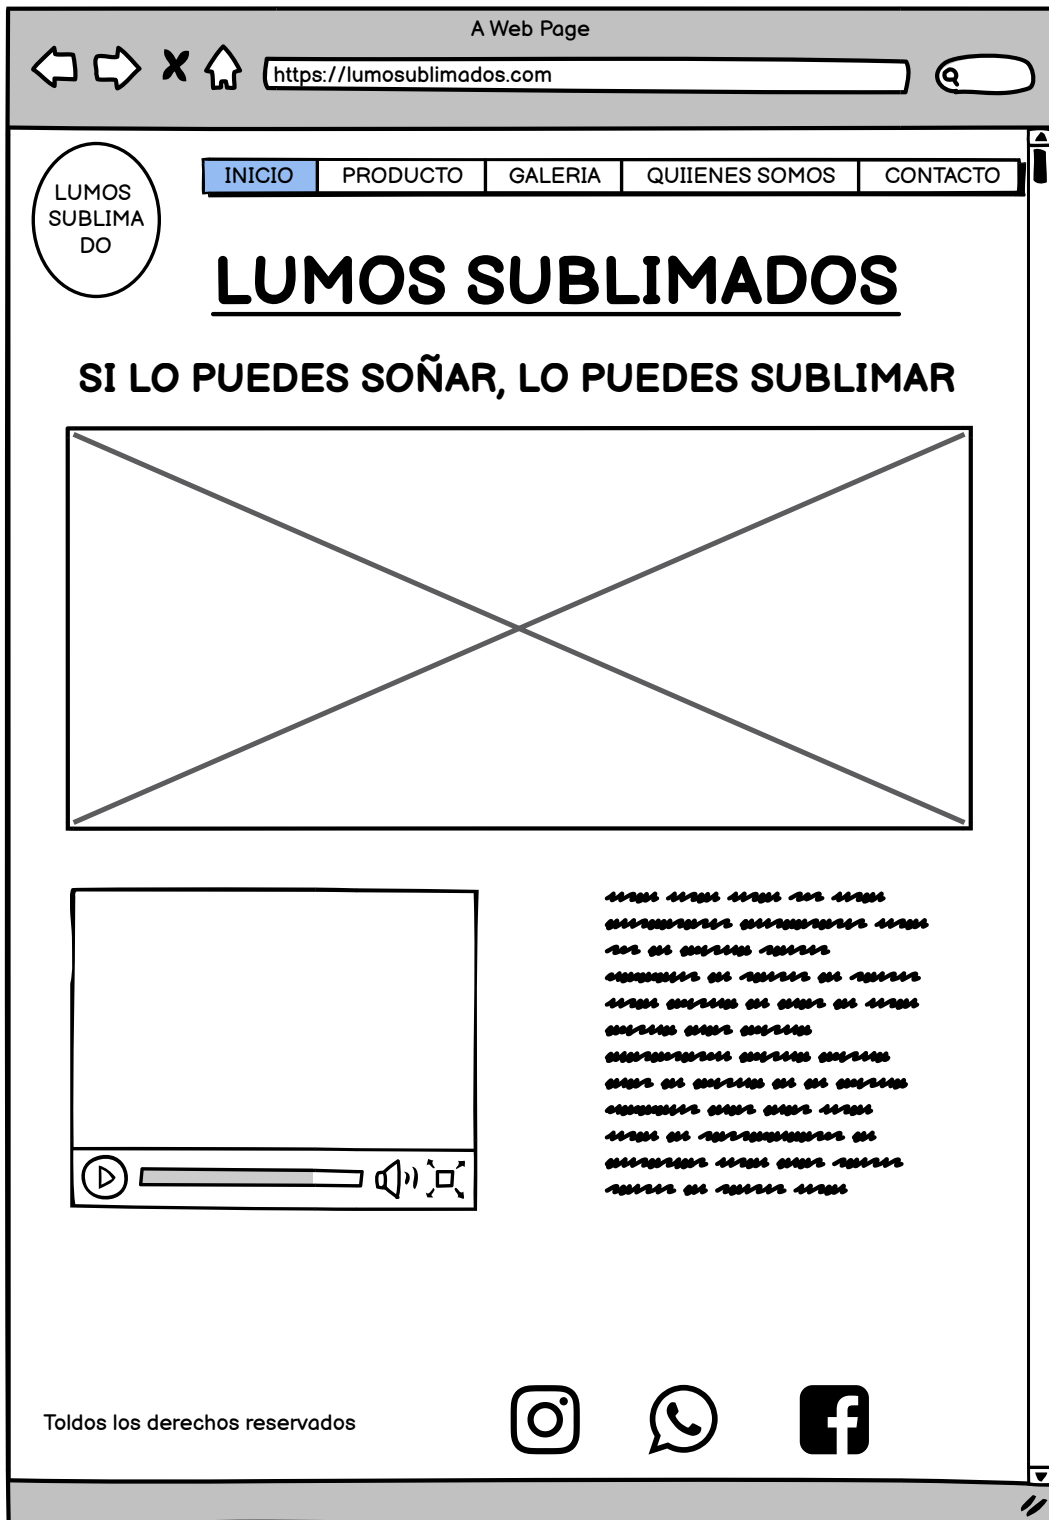 A Web Page
https://lumosublimados.com
LUMOS
SUBLIMA
DO
INICIO PRODUCTO GALERIA QUIIENES SOMOS CONTACTO
LUMOS SUBLIMADOS
SI LO PUEDES SOÑAR, LO PUEDES SUBLIMAR
Toldos los derechos reservados